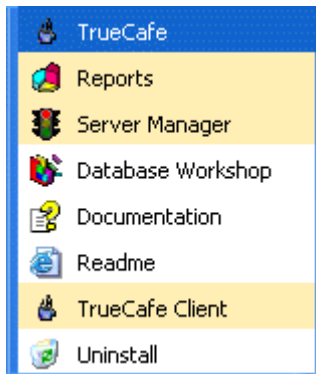 TrueCafe
Reports
Server Manager
Database Workshop
Documentation
Readme
TrueCafe Client
Uninstall